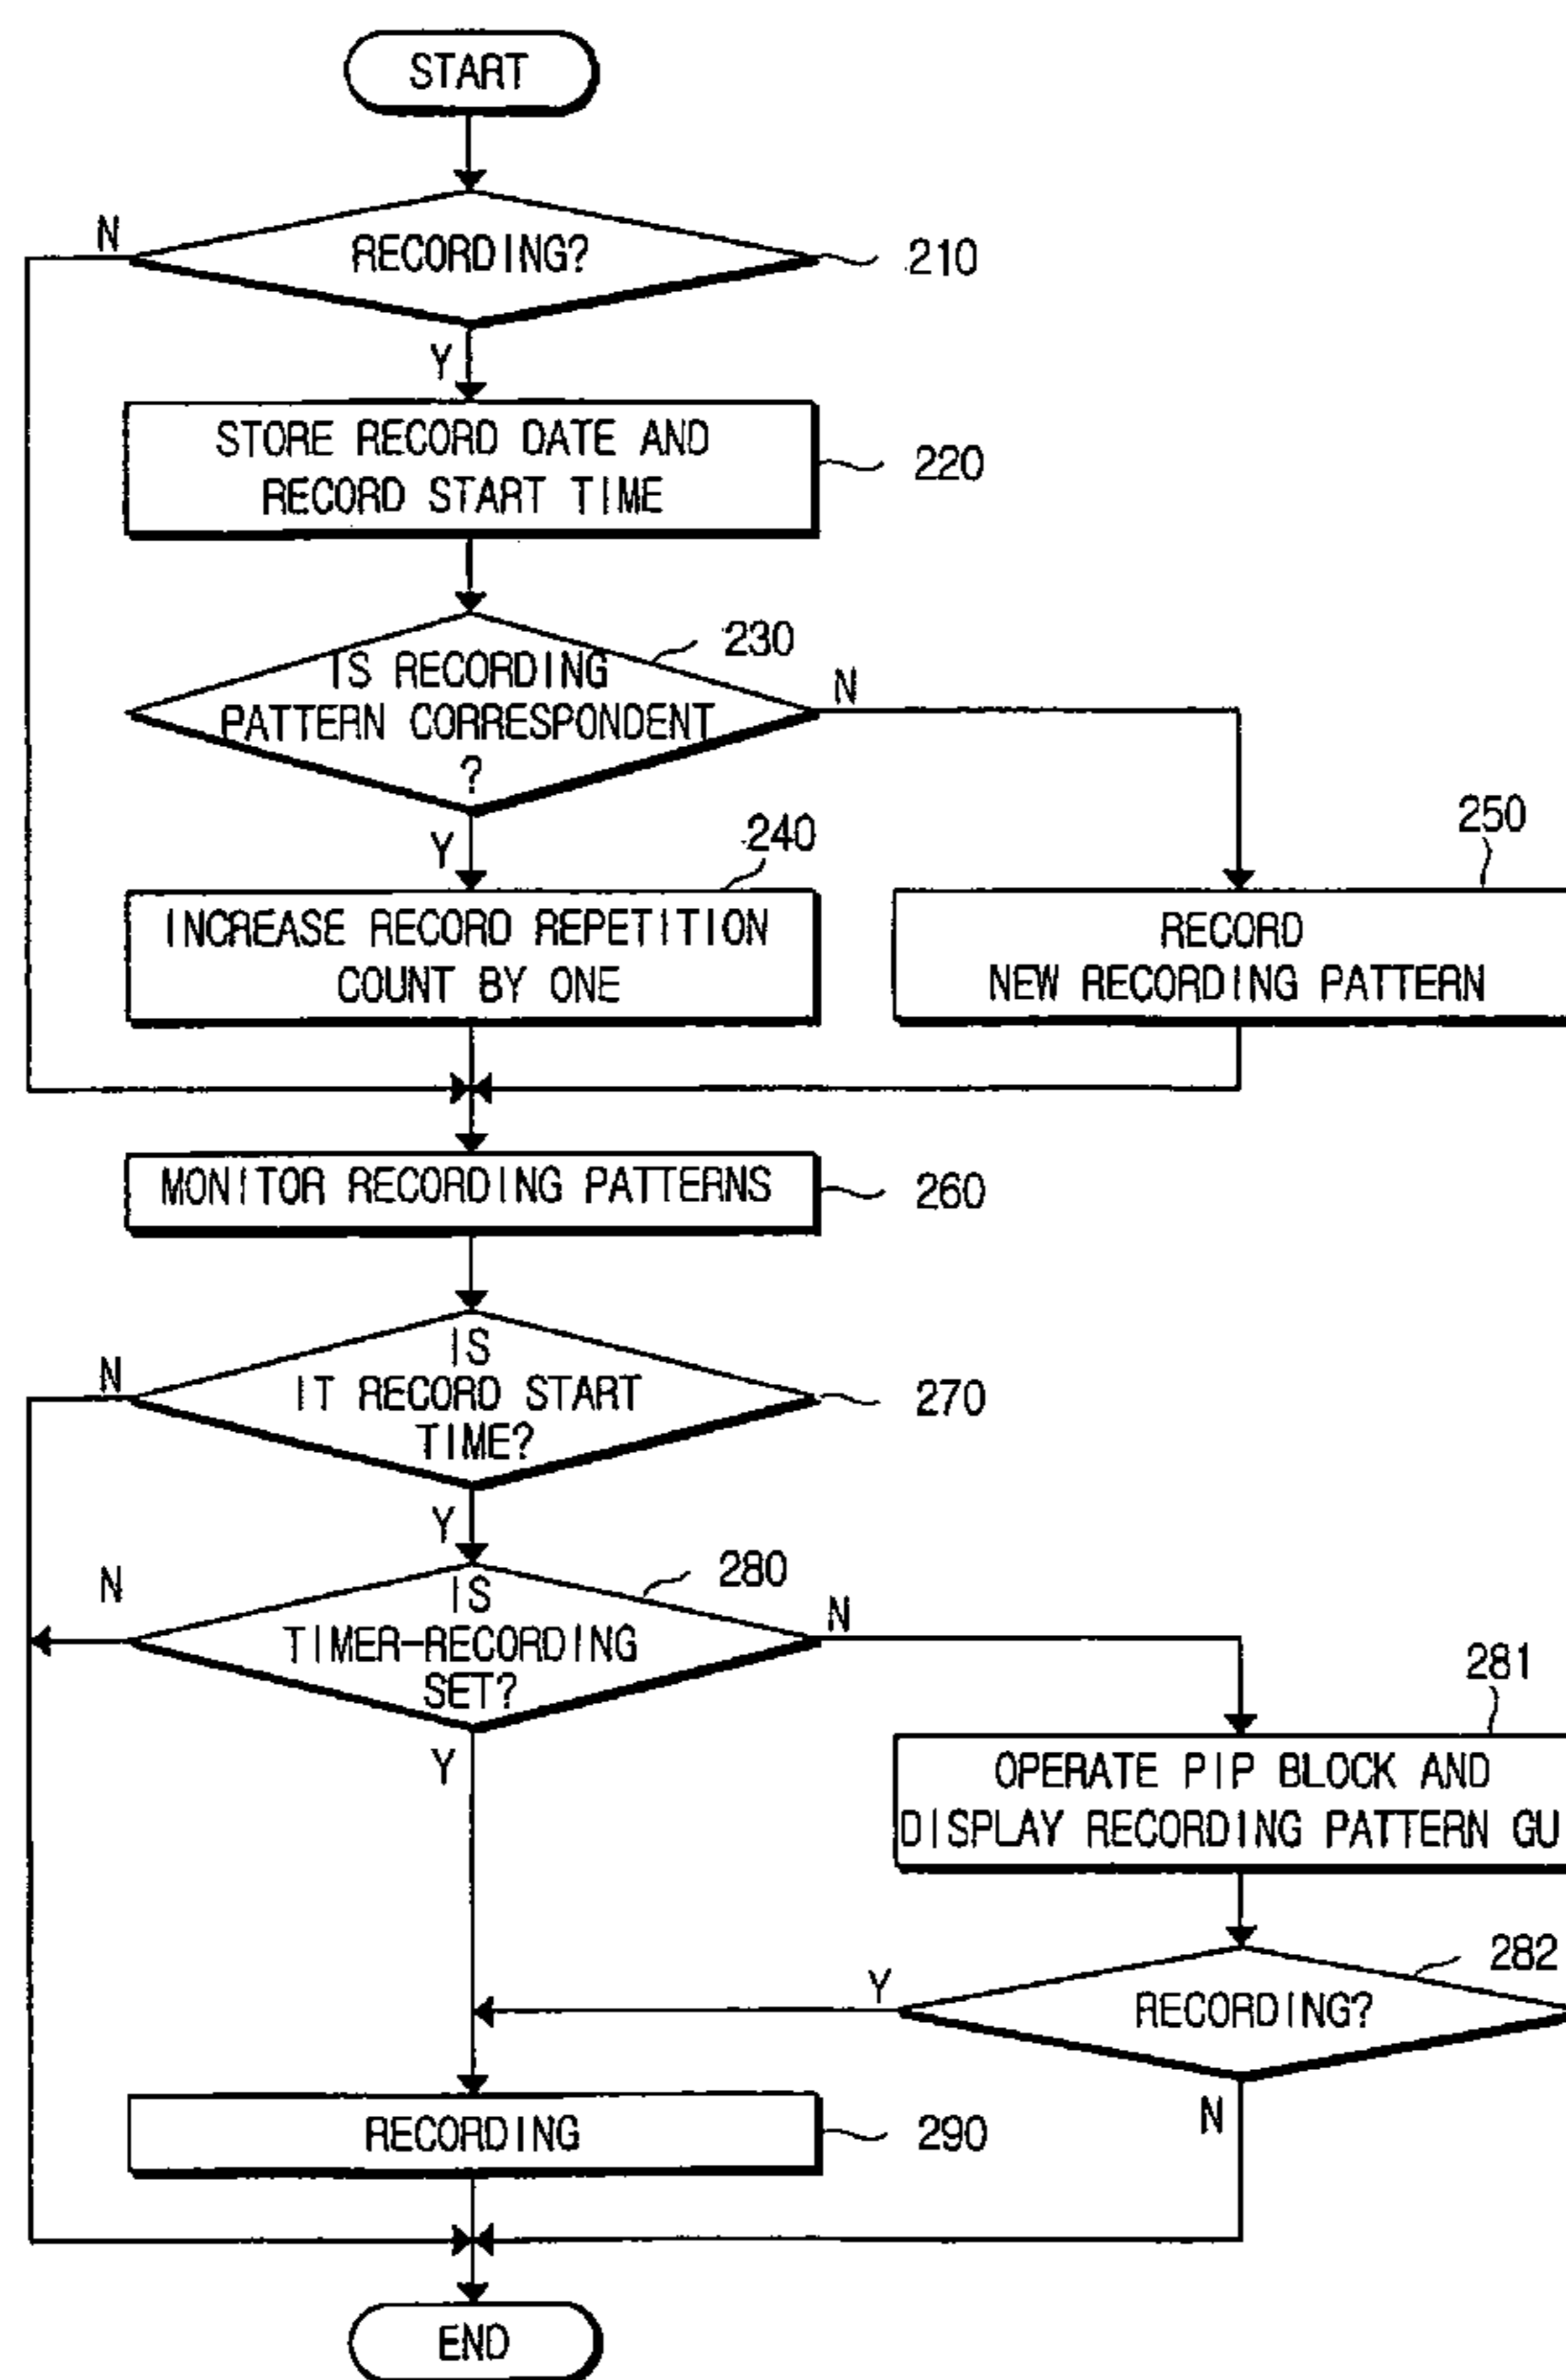 START
N
RECORDING?
210
Y
STORE RECORD DATE AND
RECORD START TIME
220
230
IS RECORDING
PATTERN CORRESPONDENT
?
N
Y
240
250
INCREASE RECORD REPETITION
COUNT BY ONE
RECORD
NEW RECORDING PATTERN
MONITOR RECORDING PATTERNS
260
N
IS
IT RECORD START
TIME?
270
Y
N
280
IS
TIMER-RECORDING
SET?
N
281
Y
OPERATE PIP BLOCK AND
DISPLAY RECORDING PATTERN GU
282
Y
RECORDING?
N
RECORDING
290
END